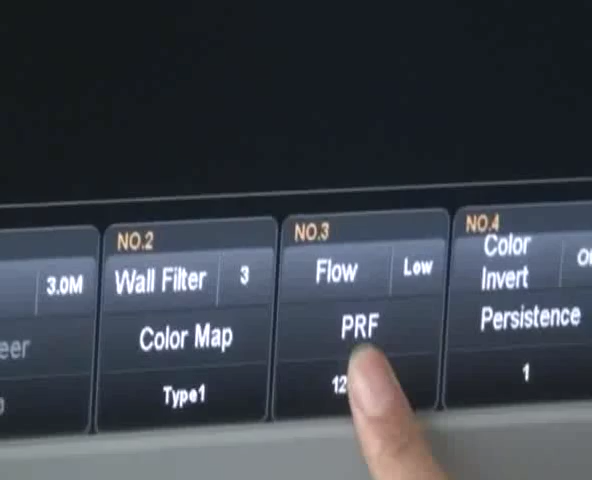 3.0M
NO.2
Wall Filter 3
Color Map
Type1
NO.3
Flow Low
PRF
NO.4
Color
Invert
Persistence
1